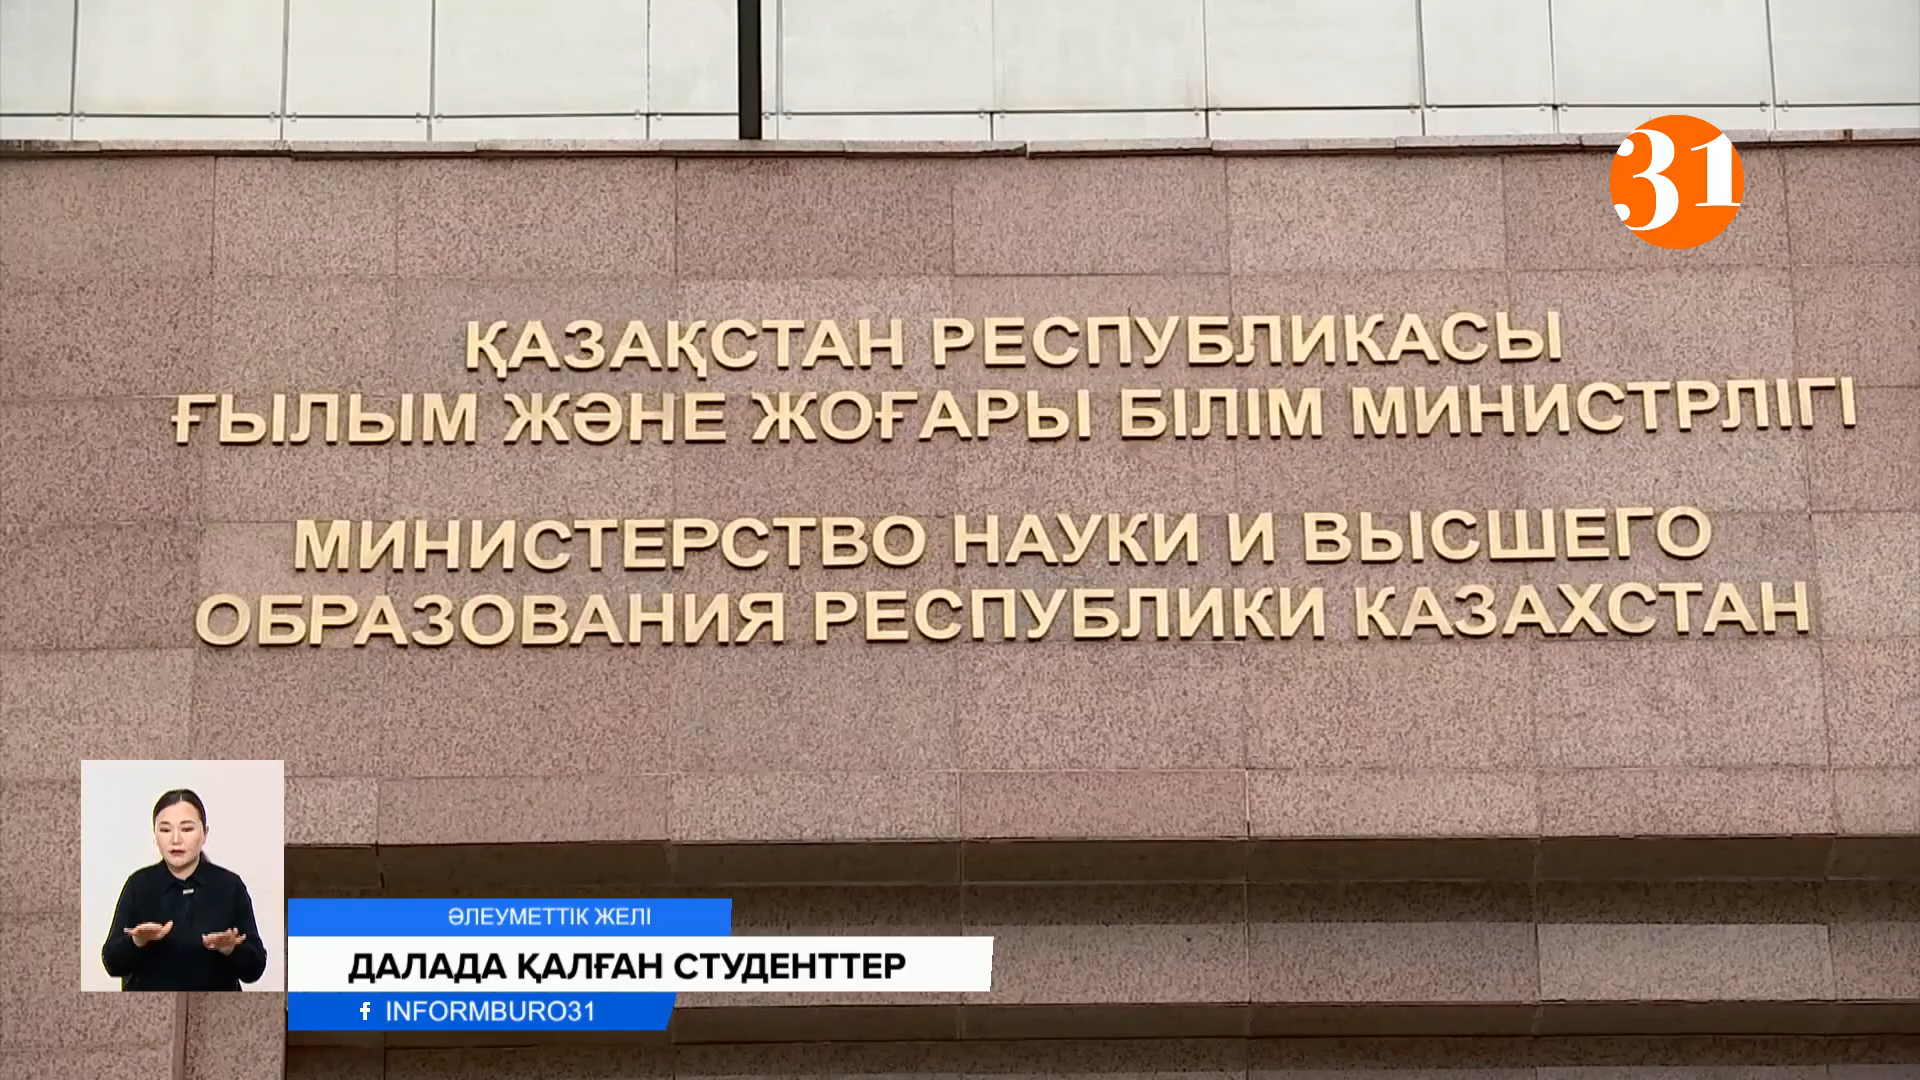 31
ҚАЗАҚСТАН РЕСПУБЛИКАСЫ
ҒЫЛЫМ ЖӘНЕ ЖОҒАРЫ БІЛІМ МИНИСТРЛІГІ
МИНИСТЕРСТВО НАУКИ И ВЫСШЕГО
ОБРАЗОВАНИЯ РЕСПУБЛИКИ КАЗАХСТАН
ӘЛЕУМЕТТІК ЖЕЛІ
ДАЛАДА ҚАЛҒАН СТУДЕНТТЕР
f INFORMBURO31